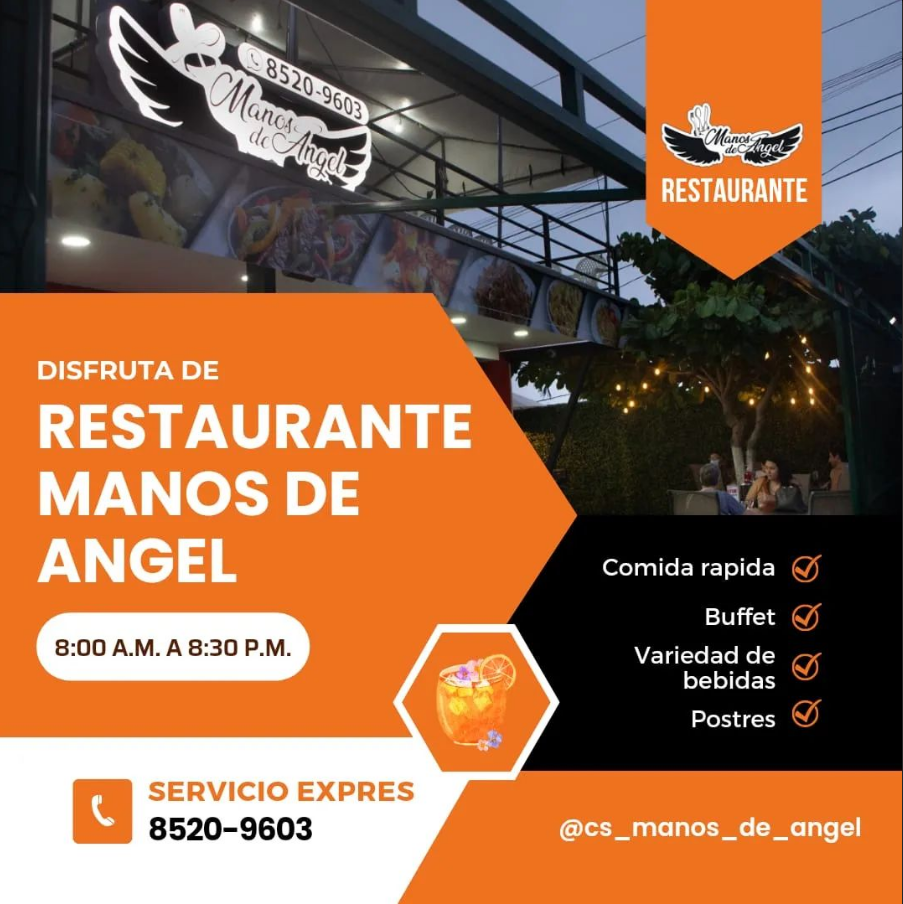 8520-9603
Manos
de Angel
Manos
de Angel
RESTAURANTE
DISFRUTA DE
RESTAURANTE
MANOS DE
ANGEL
8:00 A.M. A 8:30 P.M.
Comida rapida
Buffet
Variedad de
bebidas
Postres
SERVICIO EXPRES
8520-9603
@cs_manos_de_angel